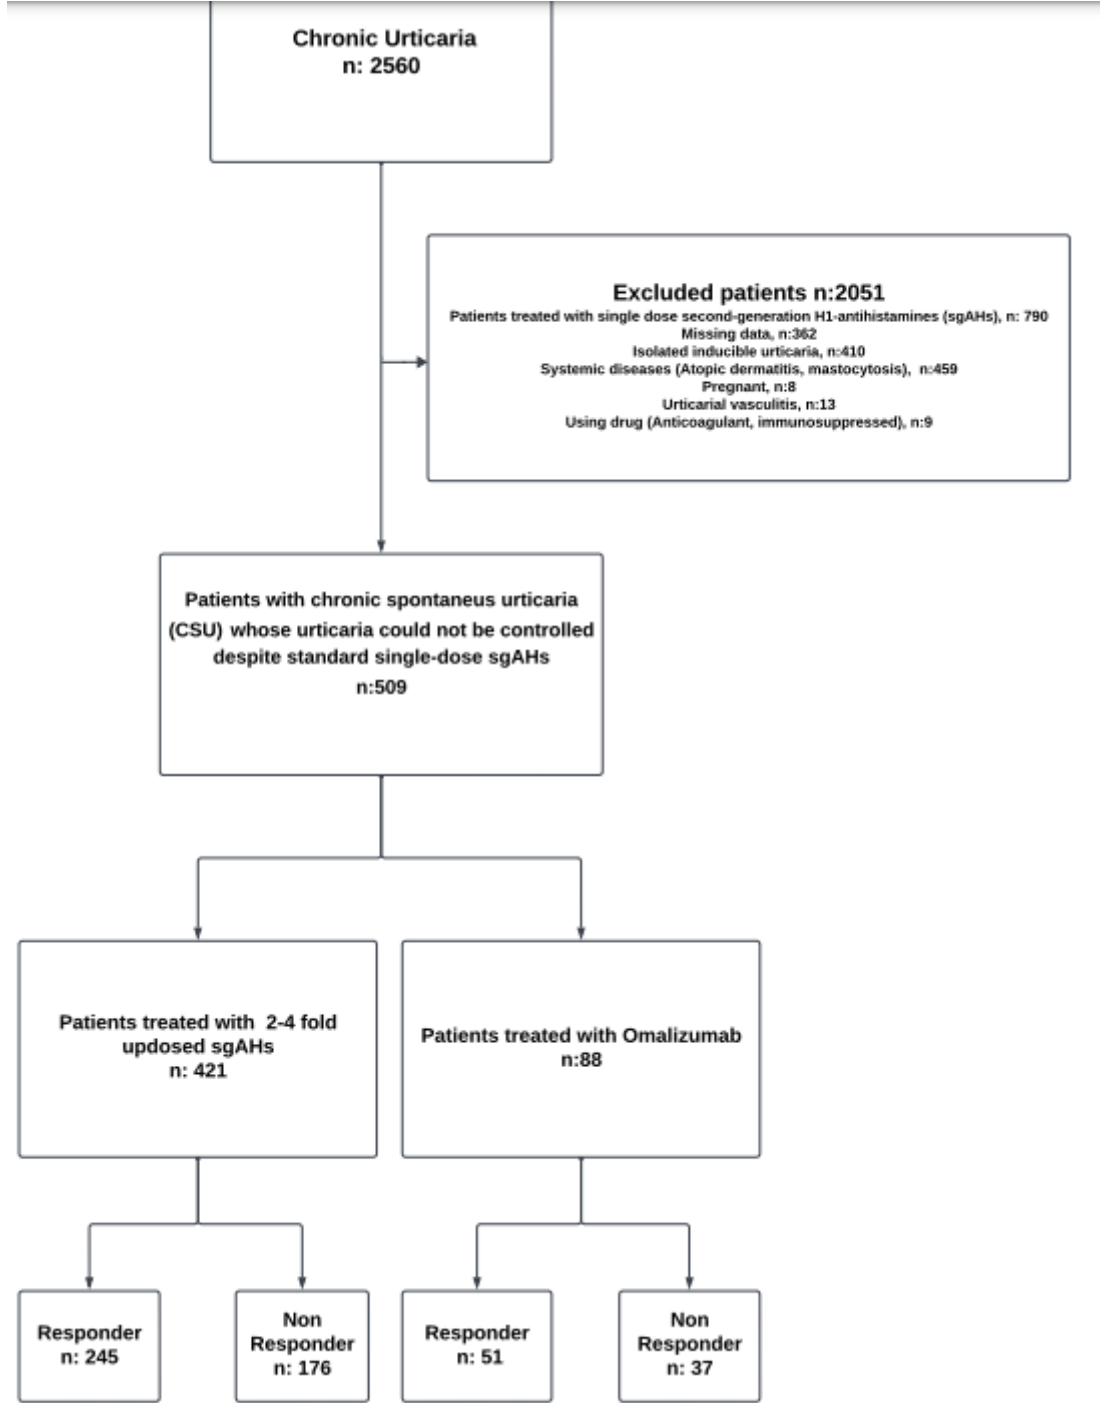 Chronic Urticaria
n: 2560
Excluded patients n:2051
Patients treated with single dose second-generation H1-antihistamines (sgAHs), n: 790
Missing data, n:362
Isolated inducible urticaria, n:410
Systemic diseases (Atopic dermatitis, mastocytosis), n:459
Pregnant, n:8
Urticarial vasculitis, n:13
Using drug (Anticoagulant, immunosuppressed), n:9
Patients with chronic spontaneus urticaria
(CSU) whose urticaria could not be controlled
despite standard single-dose sgAHs
n:509
Patients treated with 2-4 fold
updosed sgAHs
n: 421
Patients treated with Omalizumab
n:88
Responder
n: 245
Non
Responder
n: 176
Responder
n: 51
Non
Responder
n: 37